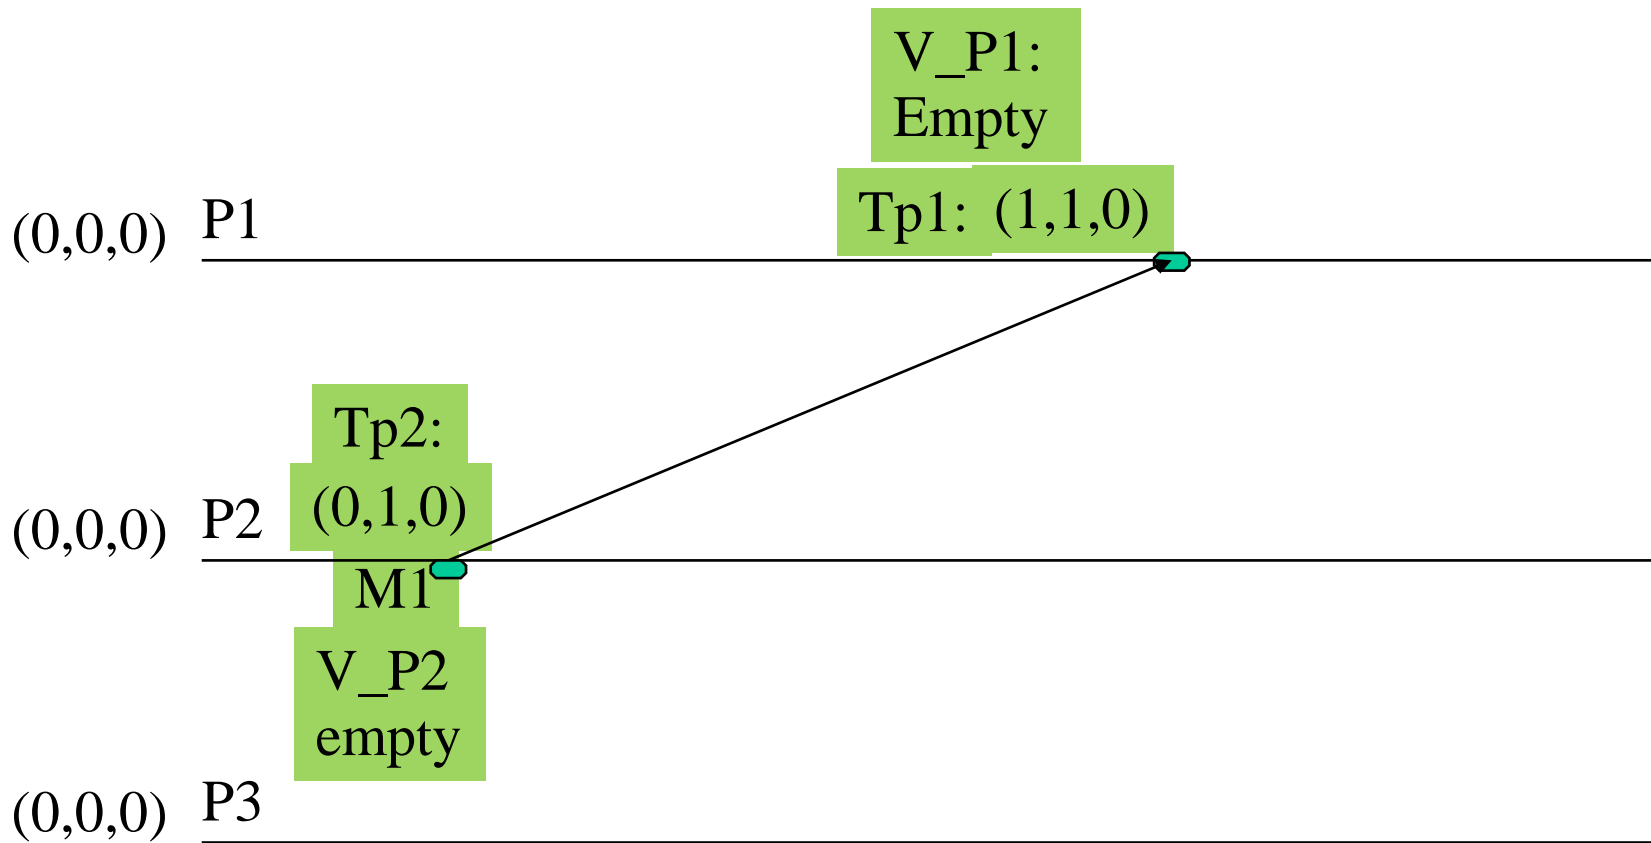 V_P1:
Empty
Tp1: (1,1,0)
(0,0,0) P1
Tp2:
(0,1,0)
(0,0,0) P2
M1
V_P2
empty
(0,0,0) P3